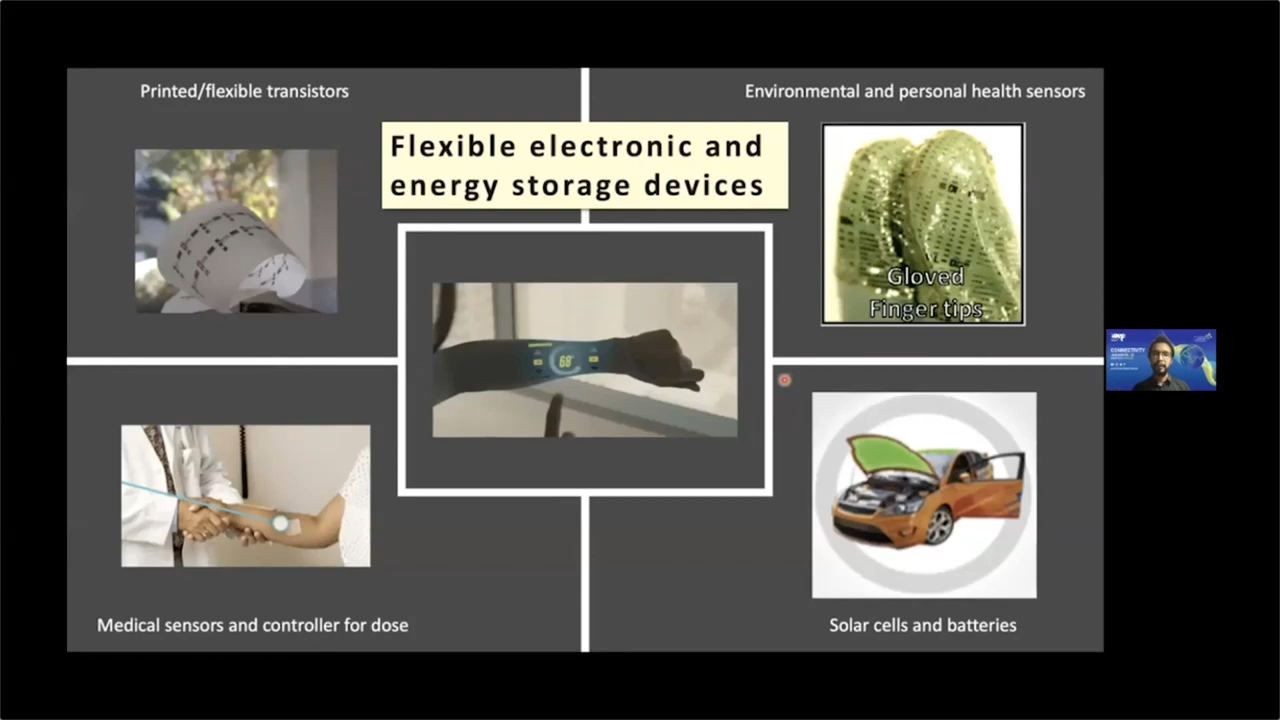 Printed/flexible transistors
Environmental and personal health sensors
Flexible electronic and
energy storage devices
Gloved
Finger tips
68°
Medical sensors and controller for dose
Solar cells and batteries
CONNECTIVITY